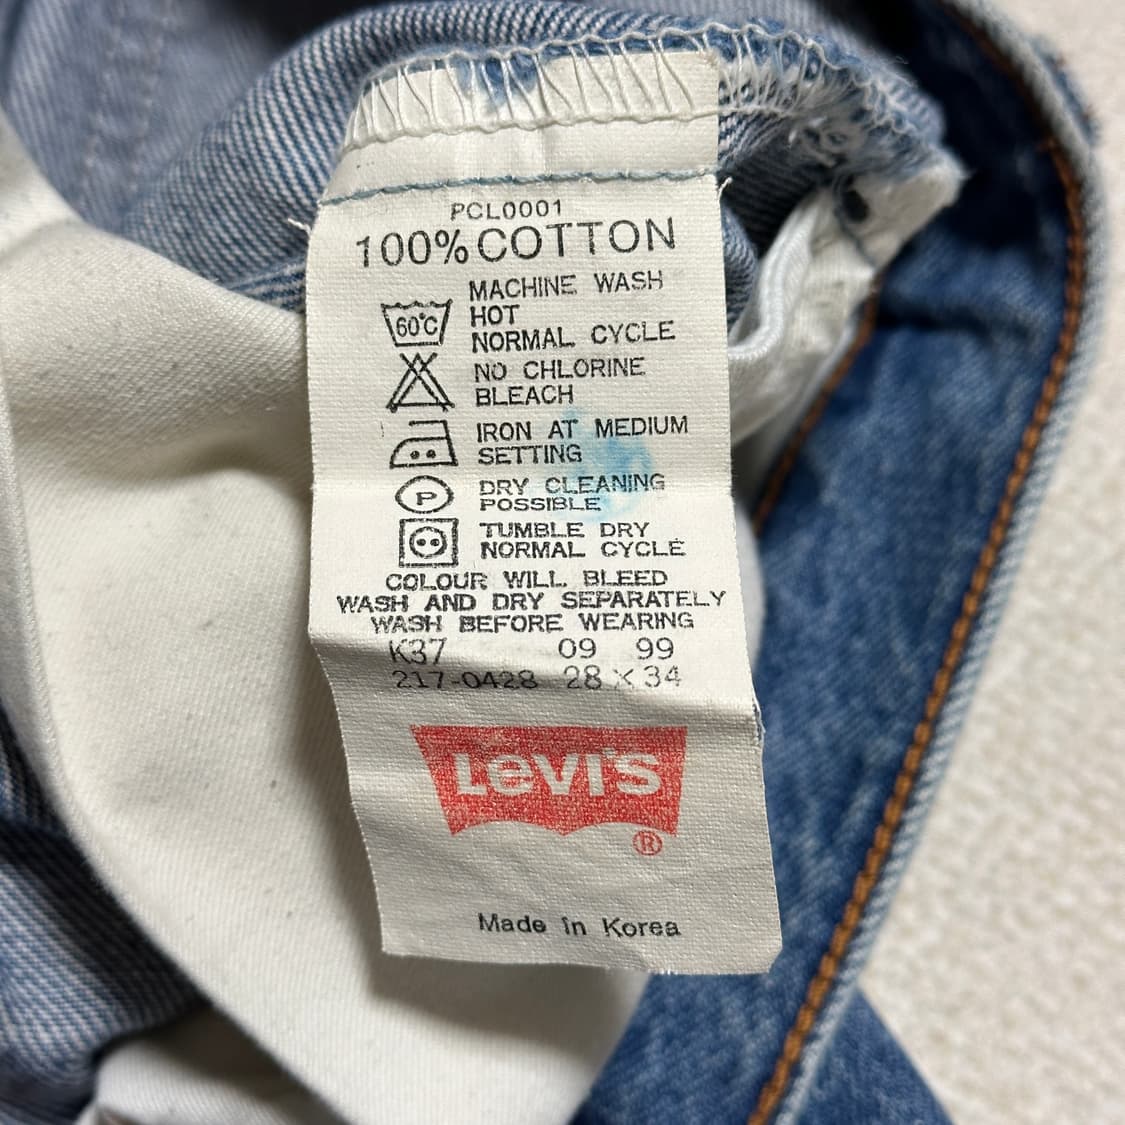 PCL0001
100% COTTON
60°C
MACHINE WASH
HOT
NORMAL CYCLE
NO CHLORINE
BLEACH
IRON AT MEDIUM
SETTING
P
DRY CLEANING
POSSIBLE
TUMBLE DRY
NORMAL CYCLE
COLOUR WILL BLEED
WASH AND DRY SEPARATELY
WASH BEFORE WEARING
K37 09 99
217-0428 28 × 34
Levi's
®
Made in Korea